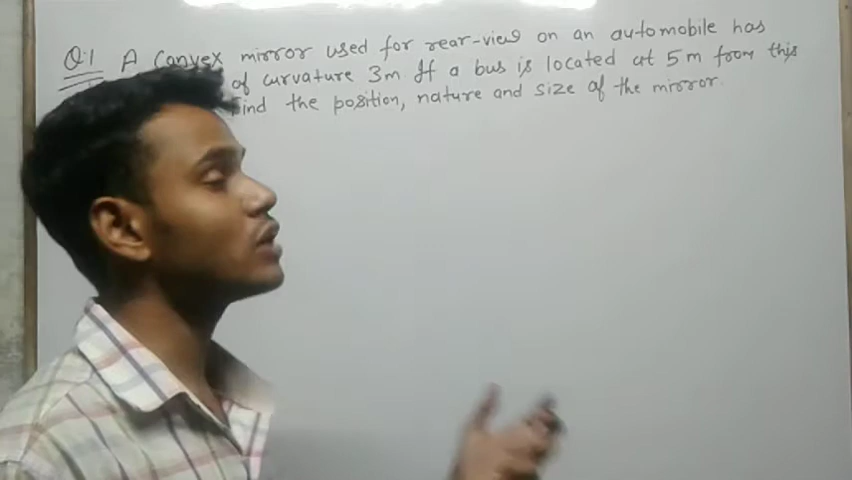 Q.1 A Convex mirror used for rear-view on an automobile has
of curvature 3m If a bus is located at 5m from this
find the position, nature and size of the mirror.